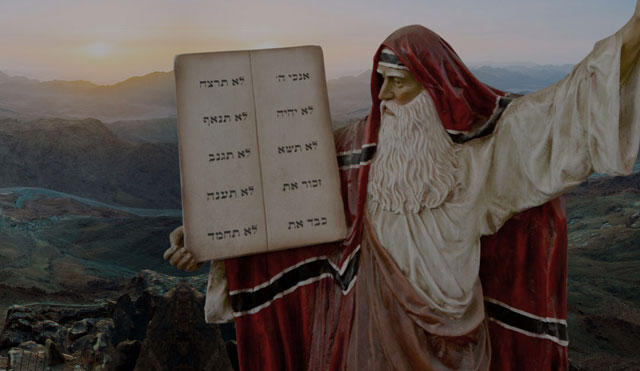 אנכי ה׳
לא יהיה
לא תשא
זכור את
כבד את
לא תרצח
לא תנאף
לא תגנב
לא תענה
לא תחמד